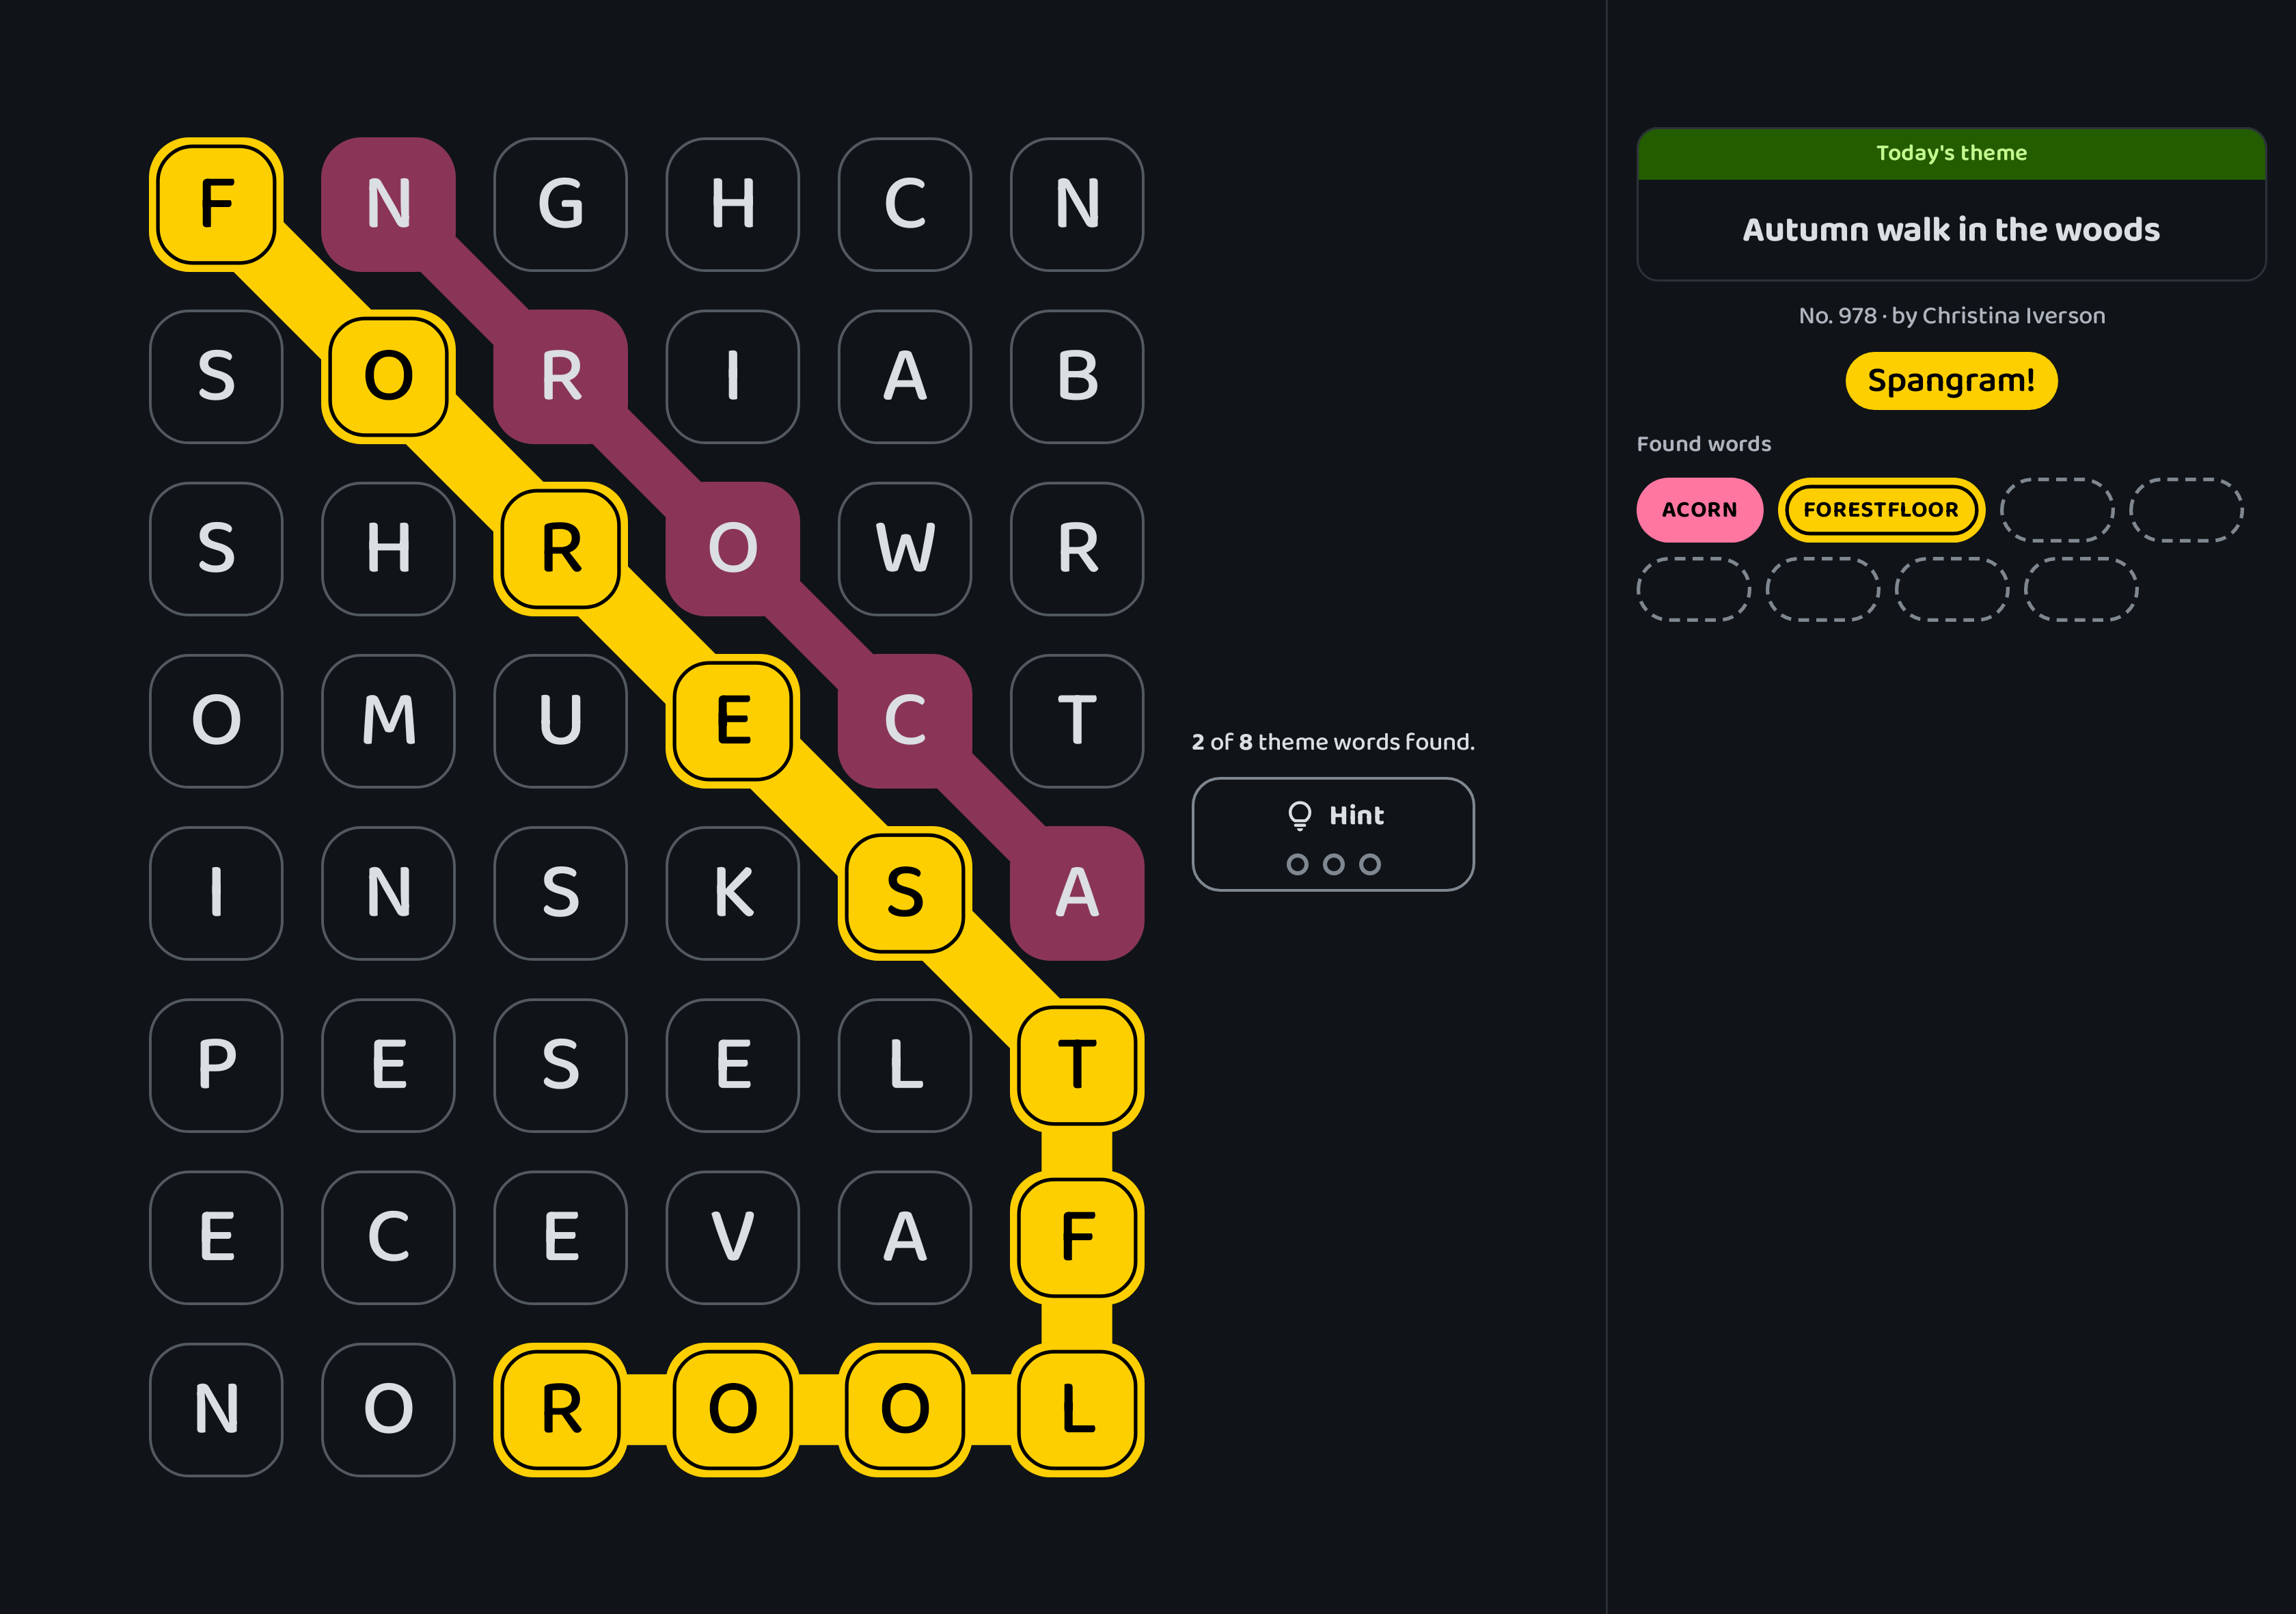 F N G H C N
S O R I A B
S H R O W R
O M U E C T
I N S K S A
P E S E L T
E C E V A F
N O R O O L
2 of 8 theme words found.
Hint
Today's theme
Autumn walk in the woods
No. 978 · by Christina Iverson
Spangram!
Found words
ACORN FORESTFLOOR